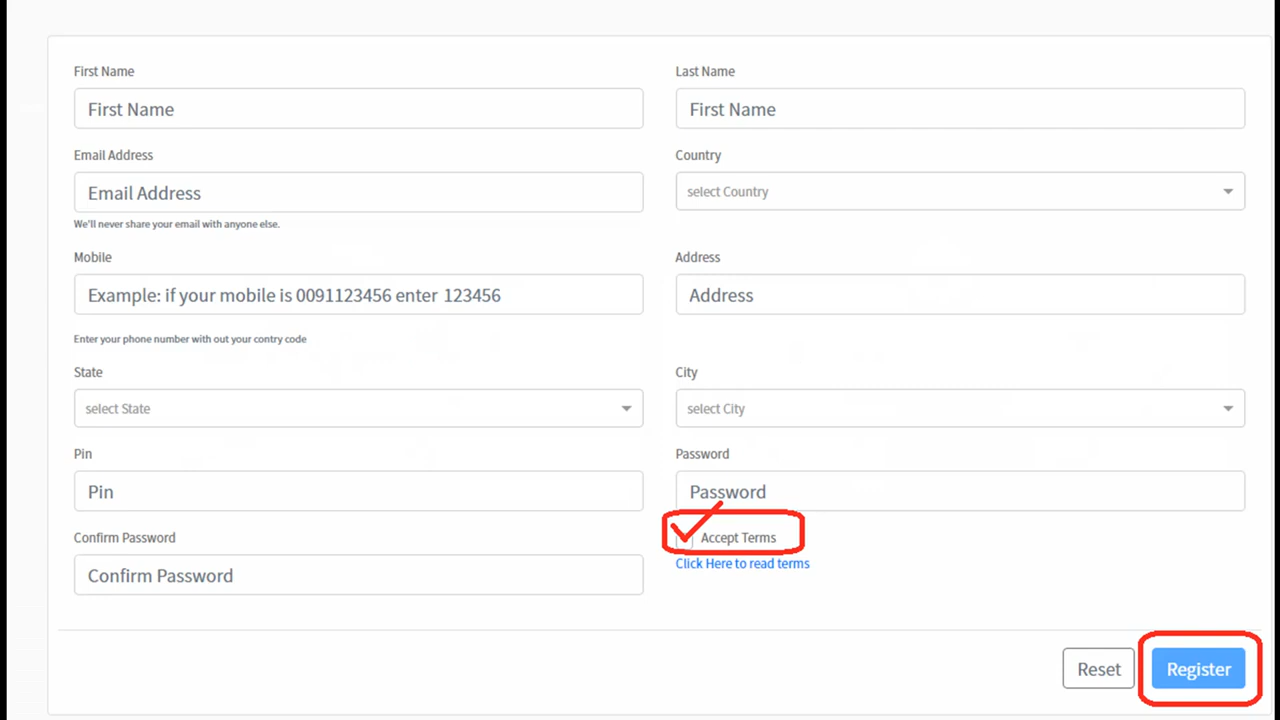 First Name
Last Name
First Name
First Name
Email Address
Country
Email Address
select Country
We'll never share your email with anyone else.
Mobile
Address
Example: if your mobile is 0091123456 enter 123456
Address
Enter your phone number with out your contry code
State
City
select State
select City
Pin
Password
Pin
Password
Confirm Password
Accept Terms
Confirm Password
Click Here to read terms
Reset
Register